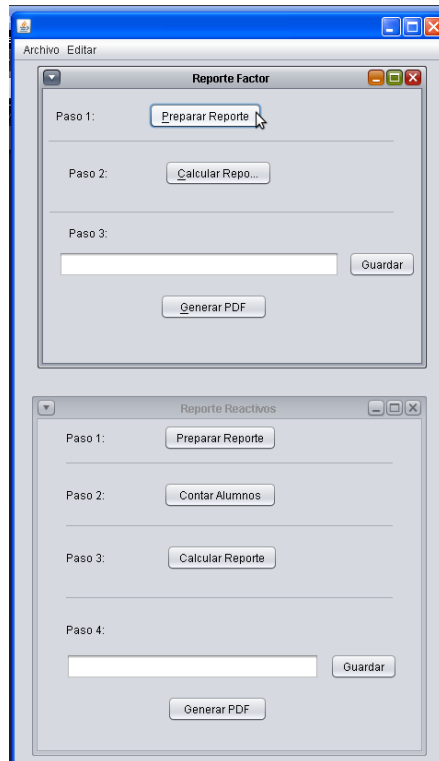 Archivo Editar
Reporte Factor
Paso 1: Preparar Reporte
Paso 2: Calcular Repo...
Paso 3:
Guardar
Generar PDF
Reporte Reactivos
Paso 1: Preparar Reporte
Paso 2: Contar Alumnos
Paso 3: Calcular Reporte
Paso 4:
Guardar
Generar PDF